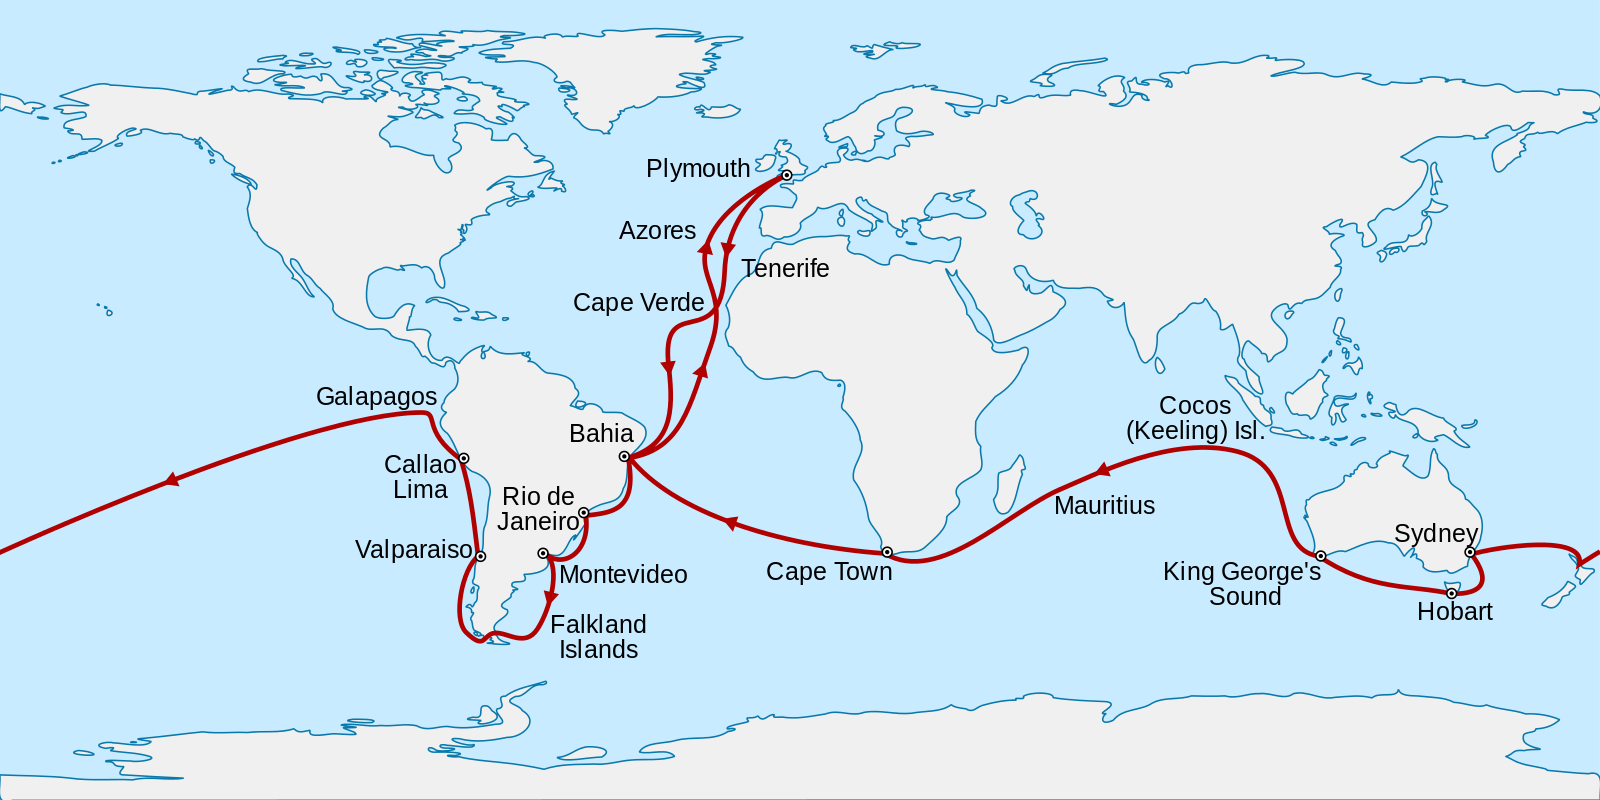 Plymouth
Azores
Tenerife
Cape Verde
Galapagos
Cocos
(Keeling) Isl.
Bahia
Callao
Lima
Rio de
Janeiro
Mauritius
Sydney
Valparaiso
Montevideo
Cape Town
King George's
Sound
Hobart
Falkland
Islands